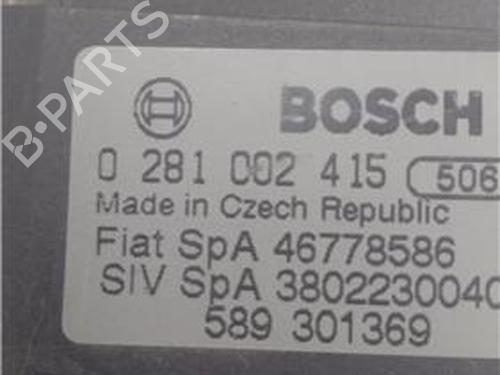 BOSCH
0 281 002 415 506
Made in Czech Republic
Fiat SpA 46778586
SIV SpA 3802230040
589 301369
B-PARTS